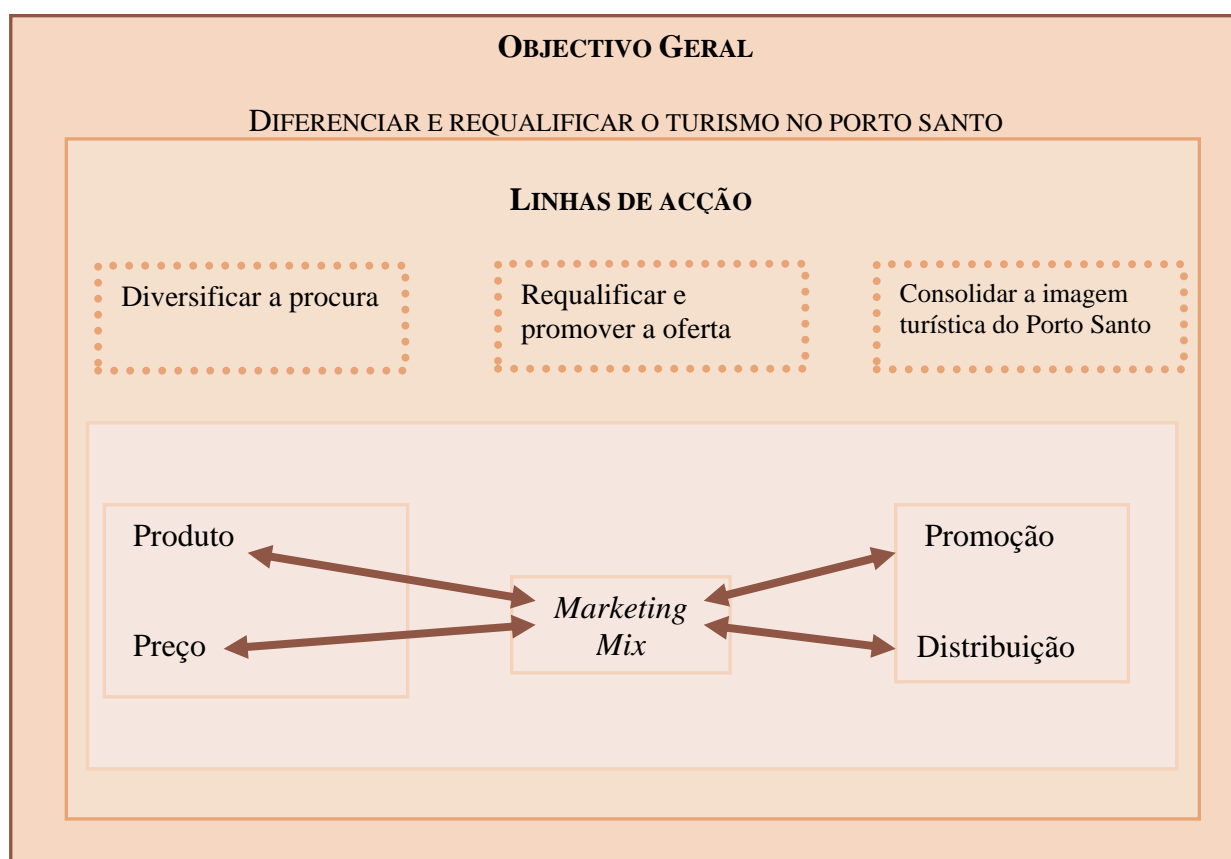 OBJECTIVO GERAL
DIFERENCIAR E REQUALIFICAR O TURISMO NO PORTO SANTO
LINHAS DE ACÇÃO
Diversificar a procura
Requalificar e
promover a oferta
Consolidar a imagem
turística do Porto Santo
Produto
Preço
Marketing
Mix
Promoção
Distribuição